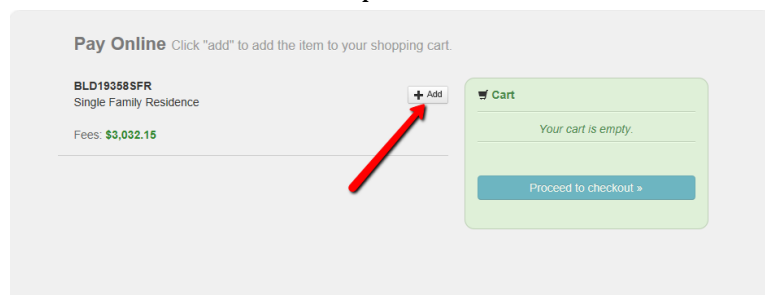 Pay Online Click "add" to add the item to your shopping cart.
BLD19358SFR
Single Family Residence
Add
Fees: $3,032.15
Cart
Your cart is empty.
Proceed to checkout »